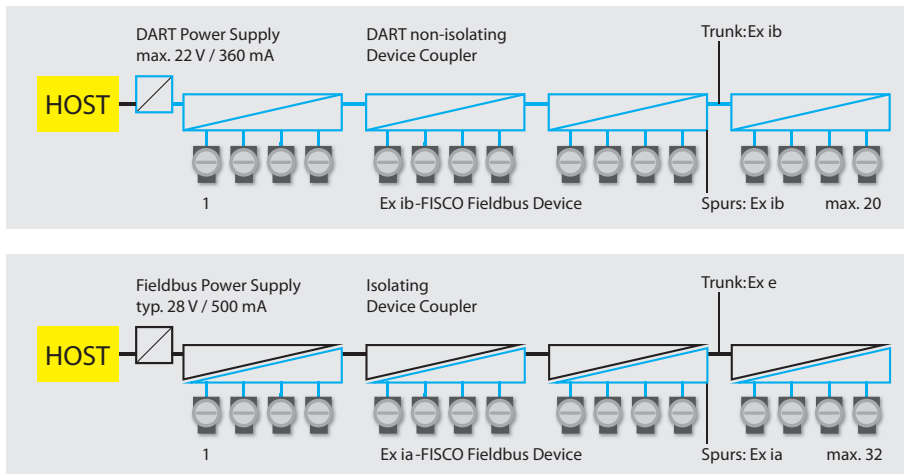 DART Power Supply
max. 22 V / 360 mA
DART non-isolating
Device Coupler
Trunk: Ex ib
HOST
1
Ex ib-FISCO Fieldbus Device
Spurs: Ex ib
max. 20
Fieldbus Power Supply
typ. 28 V / 500 mA
Isolating
Device Coupler
Trunk: Ex e
HOST
1
Ex ia-FISCO Fieldbus Device
Spurs: Ex ia
max. 32